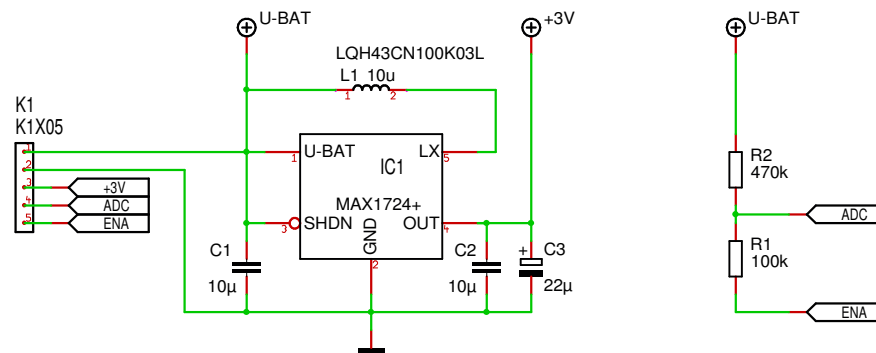 U-BAT
+3V
U-BAT
LQH43CN100K03L
L1 10u
1 2
K1
K1X05
1
2
3
4
5
+3V
ADC
ENA
1
U-BAT
LX
5
IC1
MAX1724+
3
SHDN
GND
OUT
4
2
C1
10µ
C2
10µ
+
C3
22µ
R2
470k
ADC
R1
100k
ENA